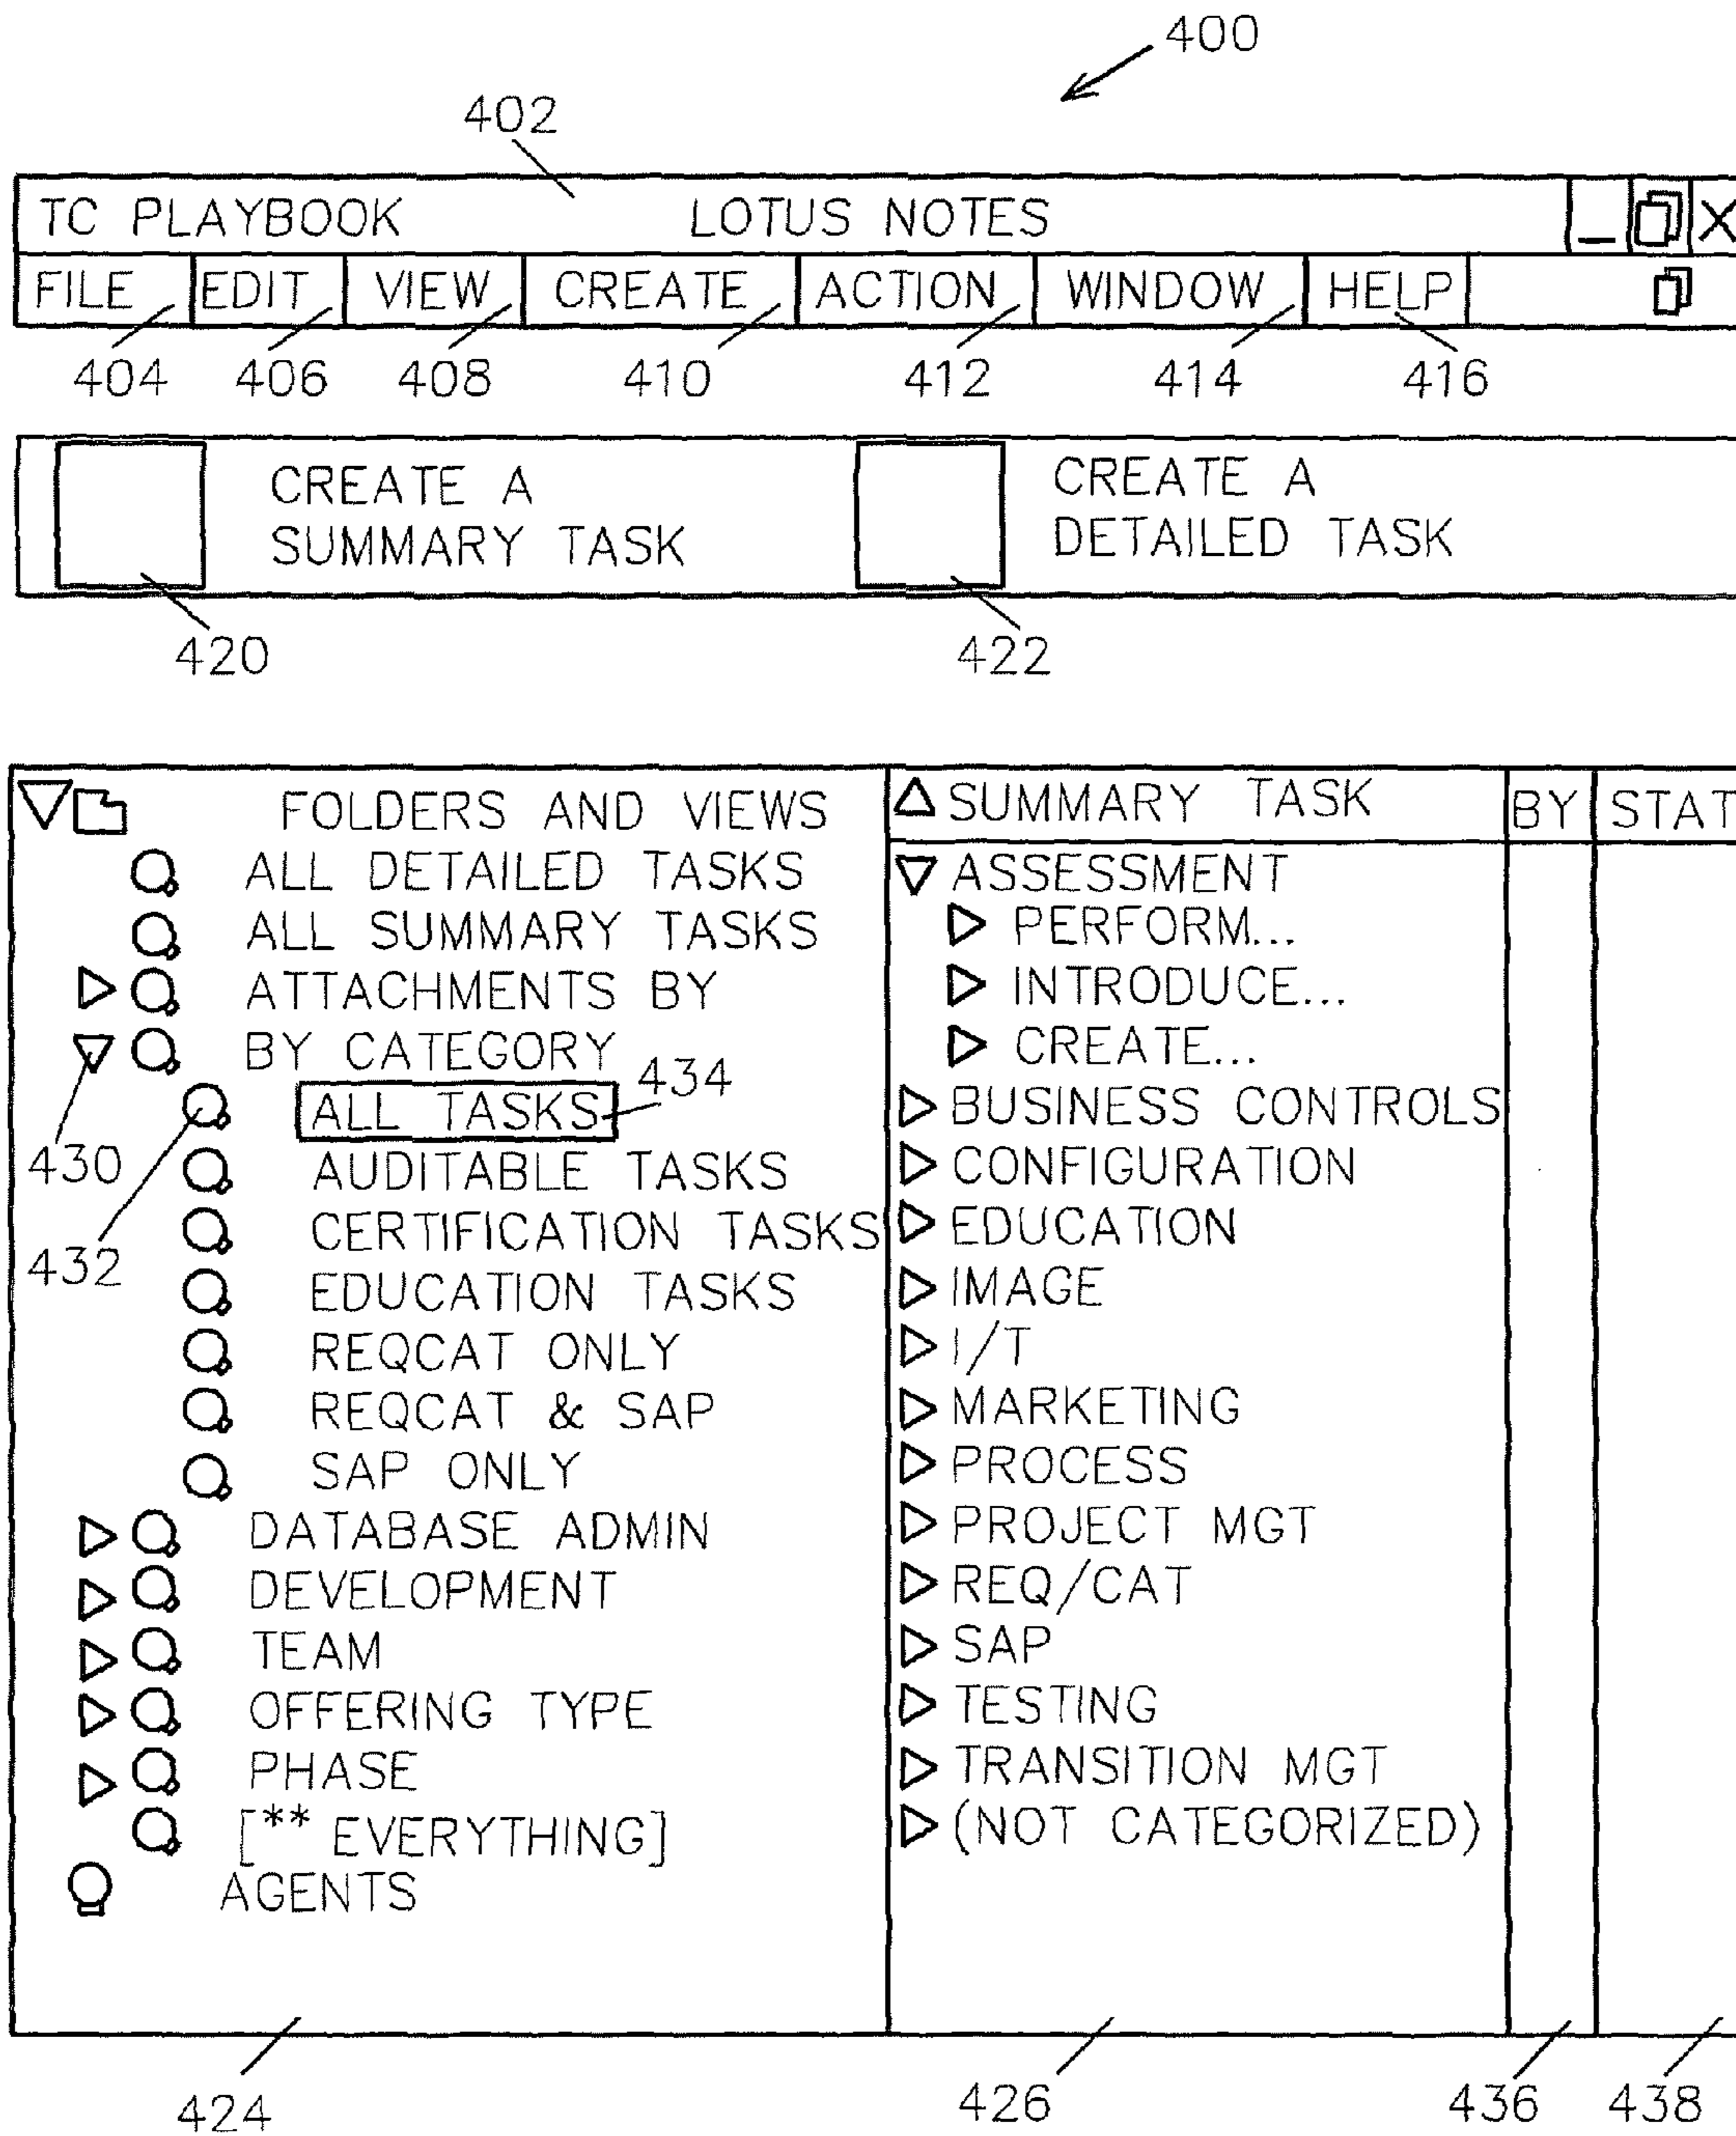 400
402
TC PLAYBOOK LOTUS NOTES
FILE EDIT VIEW CREATE ACTION WINDOW HELP
404 406 408 410 412 414 416
CREATE A
SUMMARY TASK
CREATE A
DETAILED TASK
420 422
FOLDERS AND VIEWS
ALL DETAILED TASKS
ALL SUMMARY TASKS
ATTACHMENTS BY
BY CATEGORY
434
ALL TASKS
430
AUDITABLE TASKS
CERTIFICATION TASKS
432
EDUCATION TASKS
REQCAT ONLY
REQCAT & SAP
SAP ONLY
DATABASE ADMIN
DEVELOPMENT
TEAM
OFFERING TYPE
PHASE
[** EVERYTHING]
AGENTS
SUMMARY TASK BY STAT
ASSESSMENT
PERFORM...
INTRODUCE...
CREATE...
BUSINESS CONTROLS
CONFIGURATION
EDUCATION
IMAGE
I/T
MARKETING
PROCESS
PROJECT MGT
REQ/CAT
SAP
TESTING
TRANSITION MGT
(NOT CATEGORIZED)
424 426 436 438